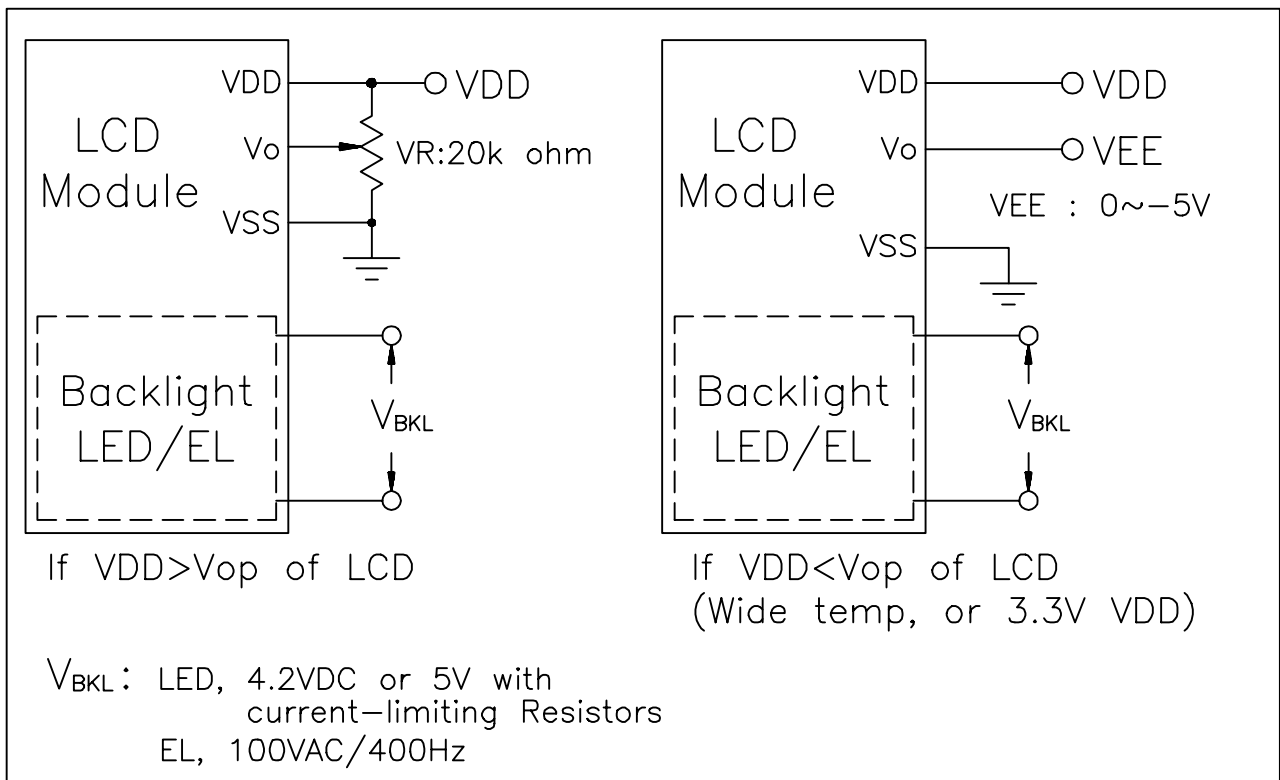 VDD
VDD
LCD
Module
Vo
VR:20k ohm
VSS
Backlight
LED/EL
VBKL
If VDD>Vop of LCD
VDD
VDD
LCD
Module
Vo
VEE
VEE : 0~-5V
VSS
Backlight
LED/EL
VBKL
If VDD<Vop of LCD
(Wide temp, or 3.3V VDD)
VBKL: LED, 4.2VDC or 5V with
current-limiting Resistors
EL, 100VAC/400Hz